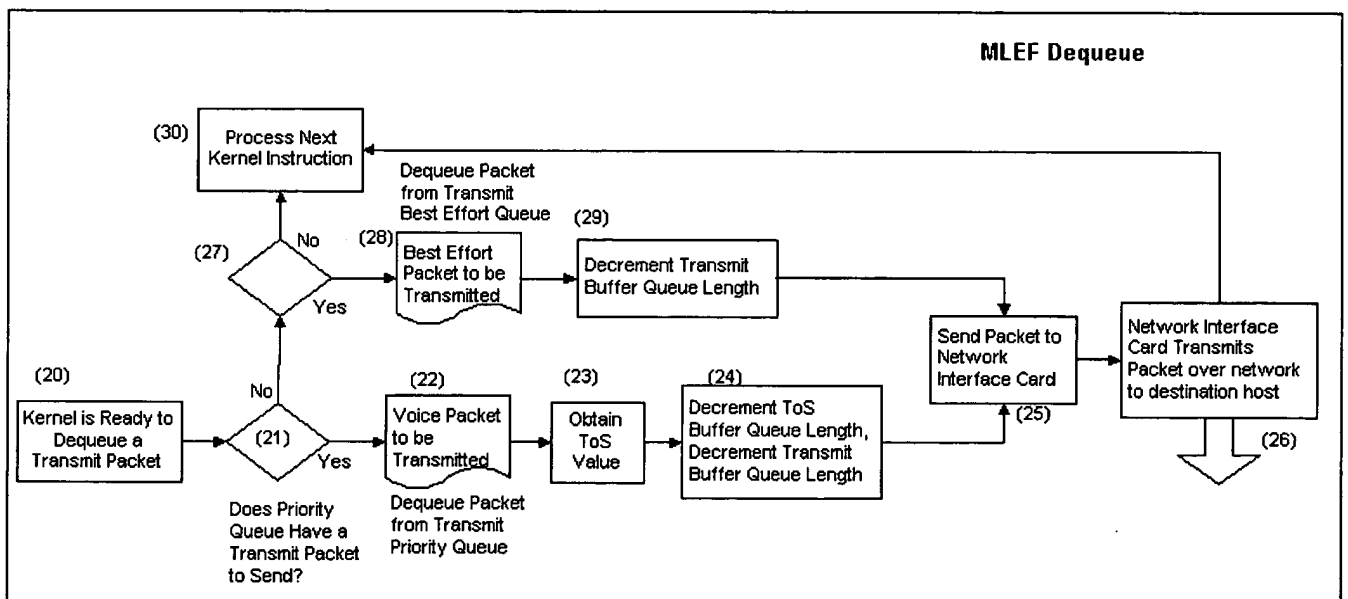 MLEF Dequeue
(30)
Process Next
Kernel Instruction
Dequeue Packet
from Transmit
Best Effort Queue
(27)
No
Yes
(28)
Best Effort
Packet to be
Transmitted
(29)
Decrement Transmit
Buffer Queue Length
Send Packet to
Network
Interface Card
(25)
Network Interface
Card Transmits
Packet over network
to destination host
(26)
(20)
Kernel is Ready to
Dequeue a
Transmit Packet
No
(21)
Yes
Does Priority
Queue Have a
Transmit Packet
to Send?
(22)
Voice Packet
to be
Transmitted
Dequeue Packet
from Transmit
Priority Queue
(23)
Obtain
ToS
Value
(24)
Decrement ToS
Buffer Queue Length,
Decrement Transmit
Buffer Queue Length